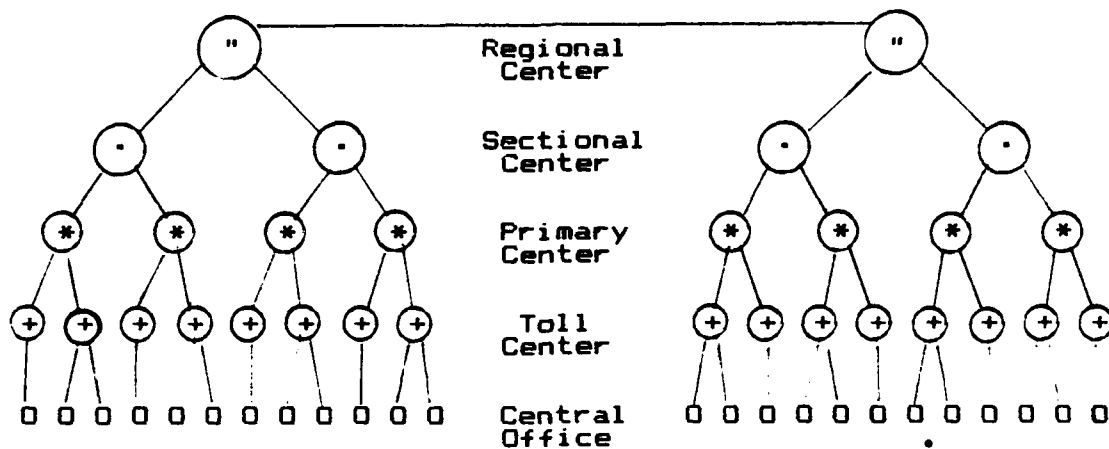 Regional
Center
Sectional
Center
Primary
Center
Toll
Center
Central
Office